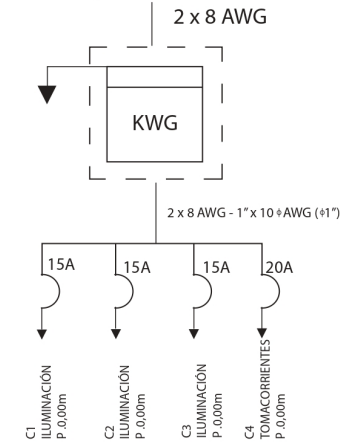 2 x 8 AWG
KWG
2 x 8 AWG - 1" x 10 ϕ AWG (ϕ1")
15A
15A
15A
20A
C1
ILUMINACIÓN
P .0,00m
C2
ILUMINACIÓN
P .0,00m
C3
ILUMINACIÓN
P .0,00m
C4
TOMACORRIENTES
P .0,00m